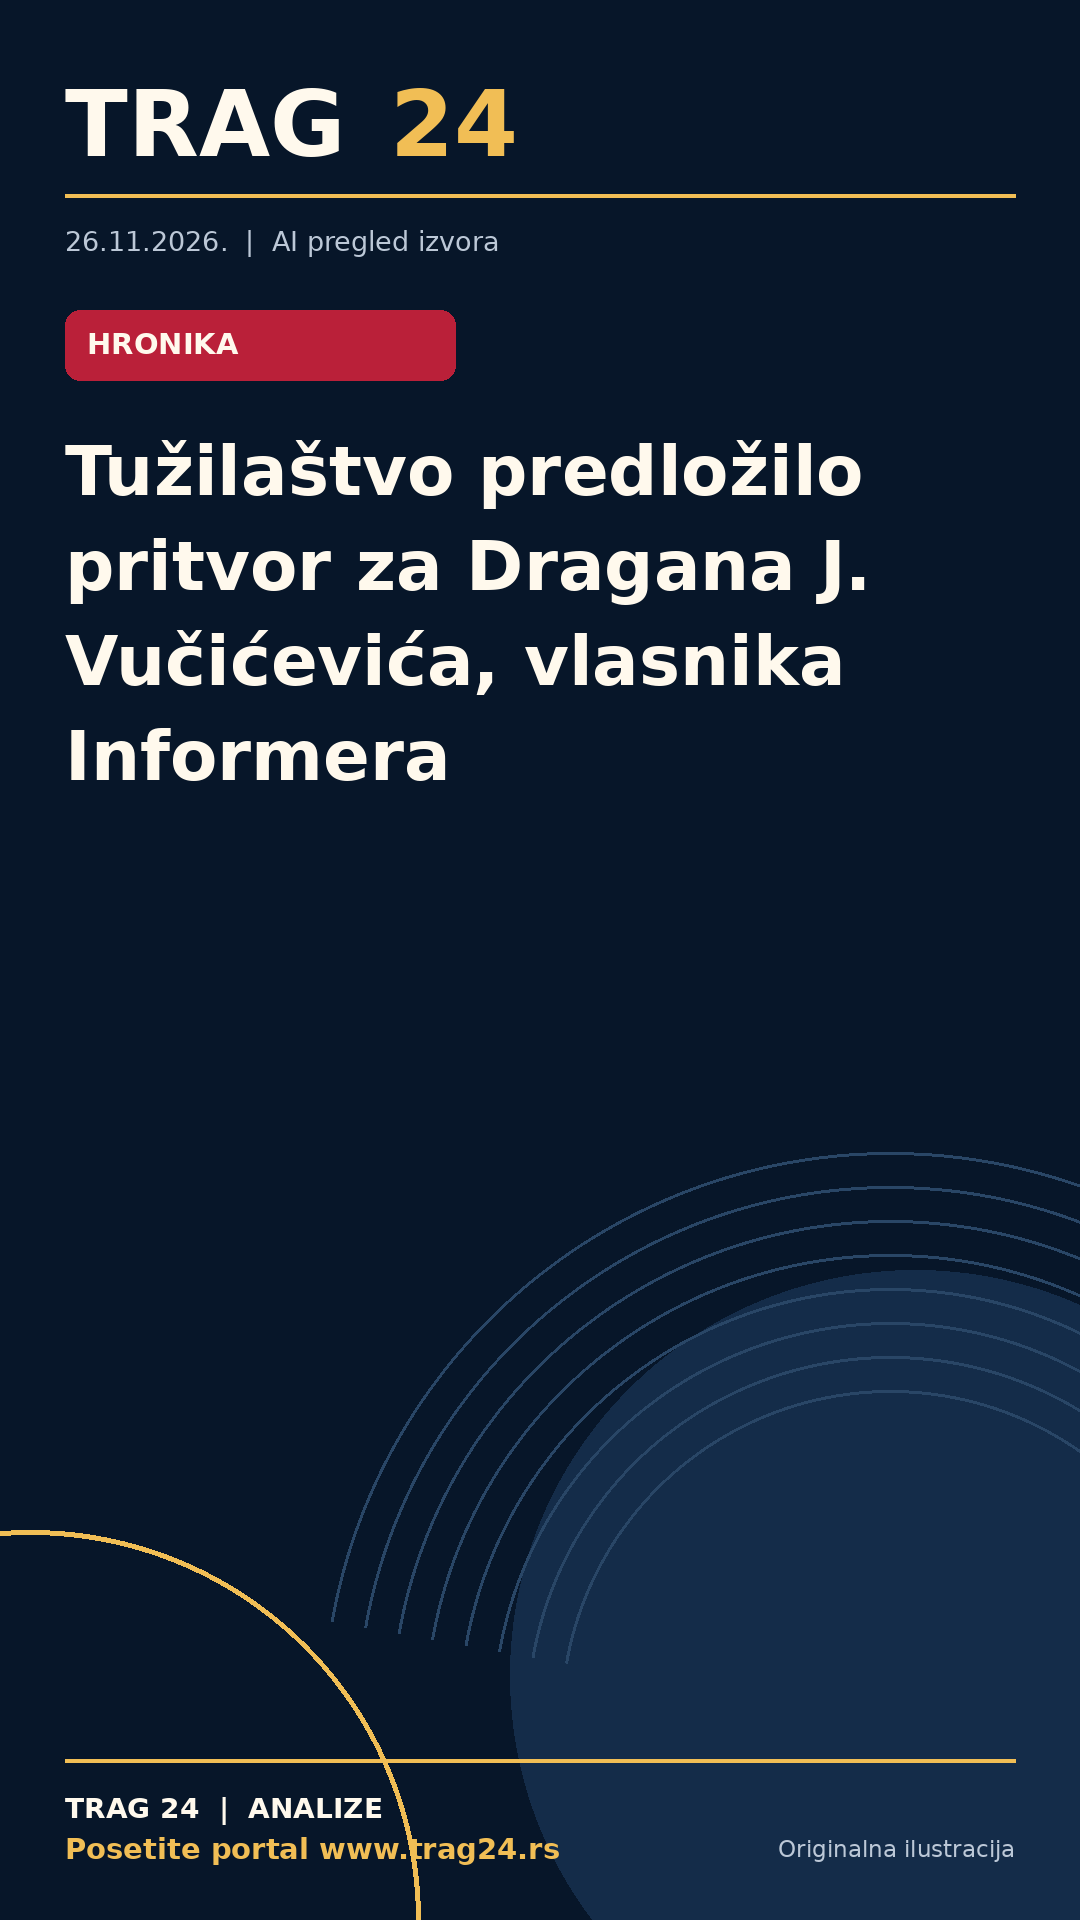 TRAG 24
26.11.2026. | AI pregled izvora
HRONIKA
Tužilaštvo predložilo
pritvor za Dragana J.
Vučićevića, vlasnika
Informera
TRAG 24 | ANALIZE
Posetite portal www.trag24.rs
Originalna ilustracija